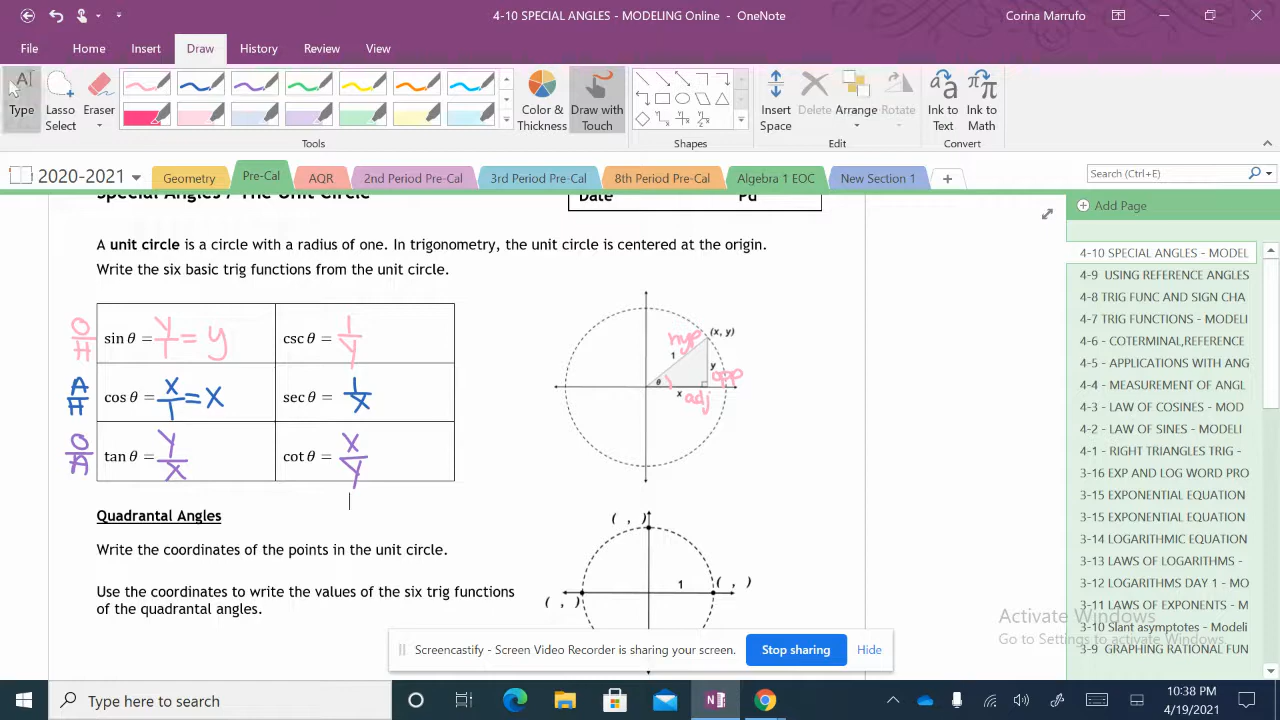 4-10 SPECIAL ANGLES - MODELING Online - OneNote
Corina Marrufo
File Home Insert Draw History Review View
Type
Lasso Select
Eraser
Color & Thickness
Draw with Touch
Insert Space
Delete
Arrange
Rotate
Ink to Text
Ink to Math
Tools
Shapes
Edit
Convert
2020-2021
Geometry
Pre-Cal
AQR
2nd Period Pre-Cal
3rd Period Pre-Cal
8th Period Pre-Cal
Algebra 1 EOC
New Section 1
Search (Ctrl+E)
Special Angles / The Unit Circle
Date Pd
A unit circle is a circle with a radius of one. In trigonometry, the unit circle is centered at the origin.
Write the six basic trig functions from the unit circle.
O/H sin θ = y/1 = y
csc θ = 1/y
A/H cos θ = x/1 = x
sec θ = 1/x
O/A tan θ = y/x
cot θ = x/y
(x, y)
hyp
1
y
opp
θ
x
adj
Quadrantal Angles
Write the coordinates of the points in the unit circle.
Use the coordinates to write the values of the six trig functions
of the quadrantal angles.
( , )
1 ( , )
( , )
Add Page
4-10 SPECIAL ANGLES - MODEL
4-9 USING REFERENCE ANGLES
4-8 TRIG FUNC AND SIGN CHA
4-7 TRIG FUNCTIONS - MODELI
4-6 - COTERMINAL,REFERENCE
4-5 - APPLICATIONS WITH ANG
4-4 - MEASUREMENT OF ANGL
4-3 - LAW OF COSINES - MOD
4-2 - LAW OF SINES - MODELI
4-1 - RIGHT TRIANGLES TRIG -
3-16 EXP AND LOG WORD PRO
3-15 EXPONENTIAL EQUATION
3-15 EXPONENTIAL EQUATION
3-14 LOGARITHMIC EQUATION
3-13 LAWS OF LOGARITHMS -
3-12 LOGARITHMS DAY 1 - MO
3-11 LAWS OF EXPONENTS - M
3-10 Slant asymptotes - Modeli
3-9 GRAPHING RATIONAL FUN
Activate Windows
Go to Settings to activate Windows.
Screencastify - Screen Video Recorder is sharing your screen.
Stop sharing
Hide
Type here to search
10:38 PM
4/19/2021